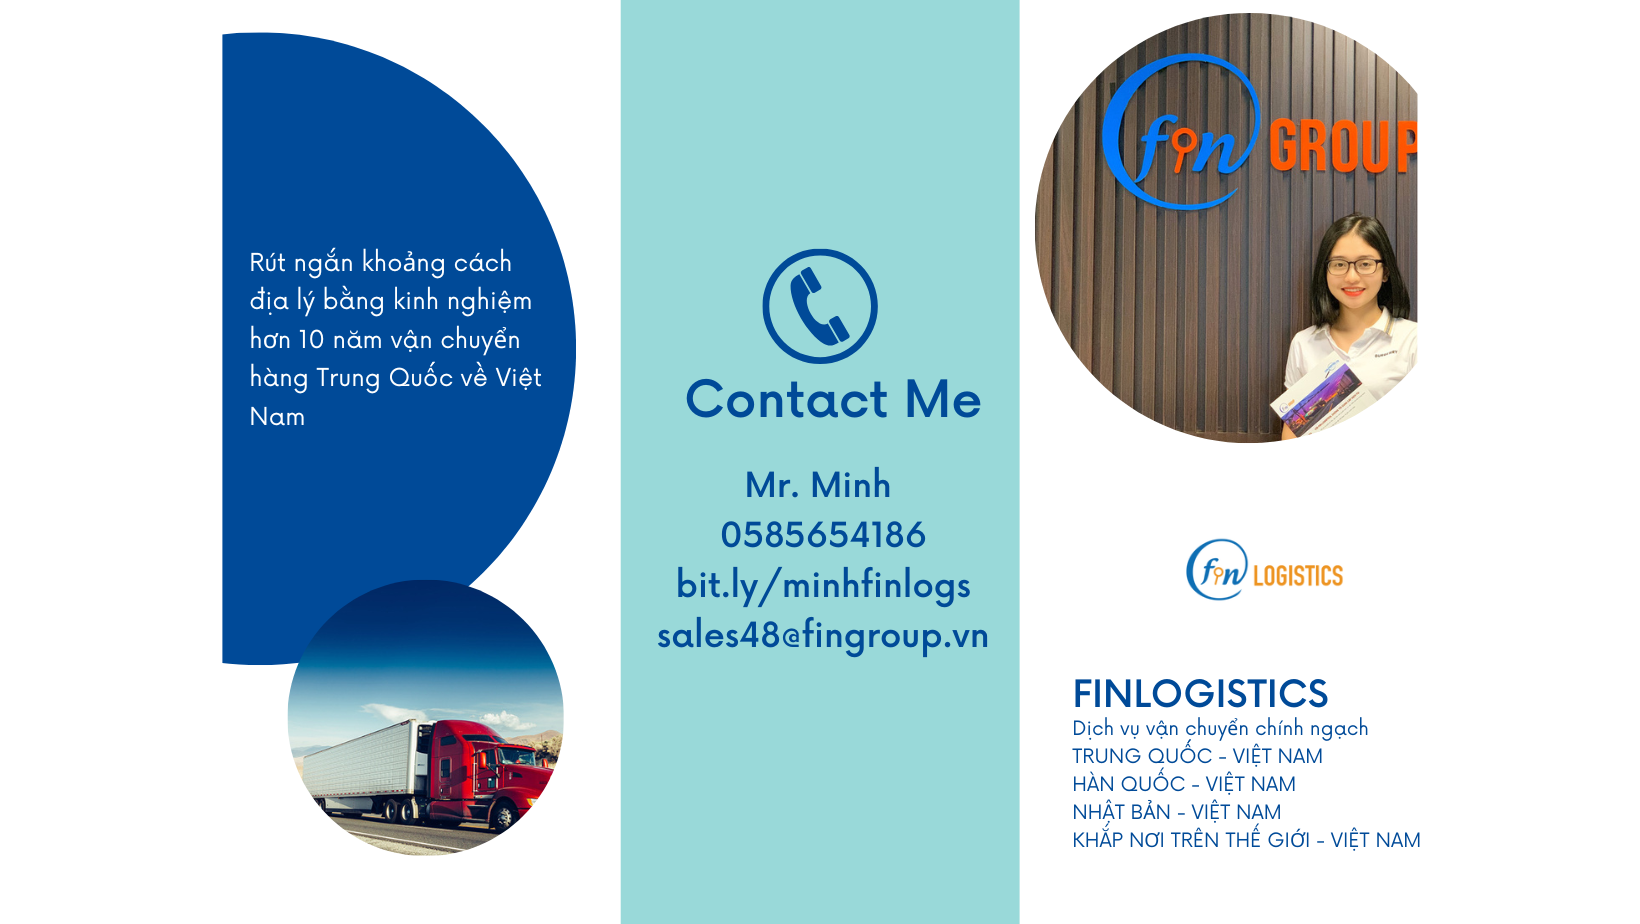 Rút ngắn khoảng cách
địa lý bằng kinh nghiệm
hơn 10 năm vận chuyển
hàng Trung Quốc về Việt
Nam
Contact Me
Mr. Minh
0585654186
bit.ly/minhfinlogs
sales48@fingroup.vn
fin GROUP
fin LOGISTICS
FINLOGISTICS
Dịch vụ vận chuyển chính ngạch
TRUNG QUỐC - VIỆT NAM
HÀN QUỐC - VIỆT NAM
NHẬT BẢN - VIỆT NAM
KHẮP NƠI TRÊN THẾ GIỚI - VIỆT NAM